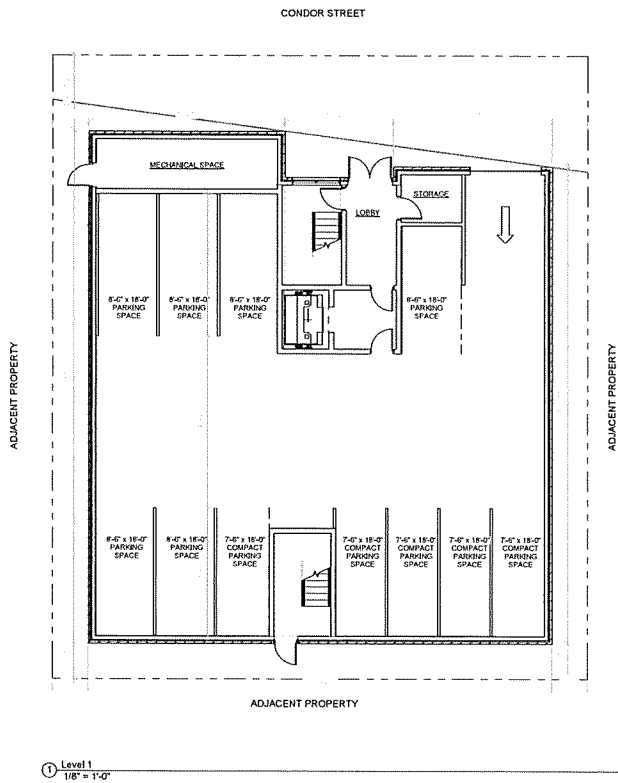 CONDOR STREET
MECHANICAL SPACE
STORAGE
LOBBY
8'-6" x 18'-0"
PARKING
SPACE
8'-6" x 18'-0"
PARKING
SPACE
8'-6" x 18'-0"
PARKING
SPACE
8'-6" x 18'-0"
PARKING
SPACE
ADJACENT PROPERTY
ADJACENT PROPERTY
8'-6" x 18'-0"
PARKING
SPACE
8'-6" x 18'-0"
PARKING
SPACE
7'-6" x 18'-0"
COMPACT
PARKING
SPACE
7'-6" x 18'-0"
COMPACT
PARKING
SPACE
7'-6" x 18'-0"
COMPACT
PARKING
SPACE
7'-6" x 18'-0"
COMPACT
PARKING
SPACE
7'-6" x 18'-0"
COMPACT
PARKING
SPACE
ADJACENT PROPERTY
1 Level 1
1/8" = 1'-0"